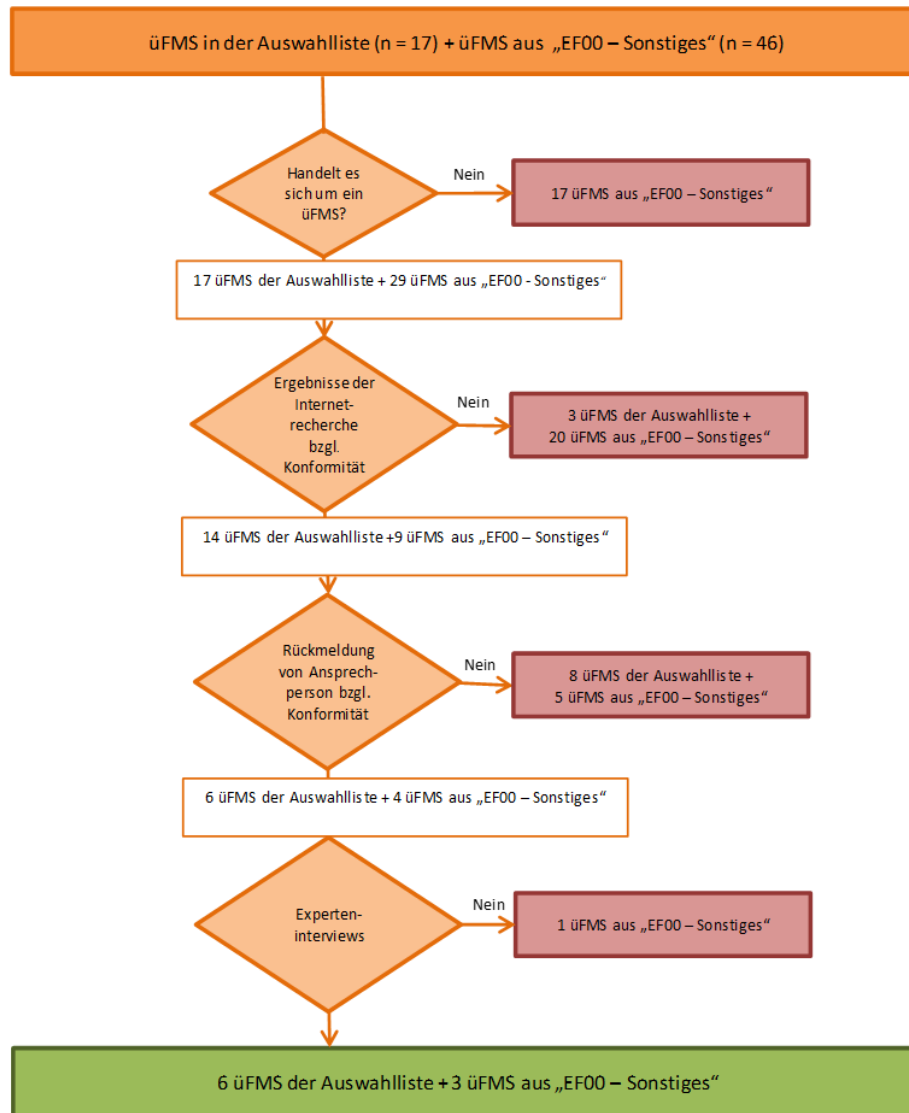 üFMS in der Auswahlliste (n = 17) + üFMS aus „EF00 – Sonstiges“ (n = 46)
Handelt es
sich um ein
üFMS?
Nein
17 üFMS aus „EF00 – Sonstiges“
17 üFMS der Auswahlliste + 29 üFMS aus „EF00 - Sonstiges“
Ergebnisse der
Internet-
recherche
bzgl.
Konformität
Nein
3 üFMS der Auswahlliste +
20 üFMS aus „EF00 – Sonstiges“
14 üFMS der Auswahlliste +9 üFMS aus „EF00 – Sonstiges“
Rückmeldung
von Ansprech-
person bzgl.
Konformität
Nein
8 üFMS der Auswahlliste +
5 üFMS aus „EF00 – Sonstiges“
6 üFMS der Auswahlliste + 4 üFMS aus „EF00 – Sonstiges“
Experten-
interviews
Nein
1 üFMS aus „EF00 – Sonstiges“
6 üFMS der Auswahlliste + 3 üFMS aus „EF00 – Sonstiges“